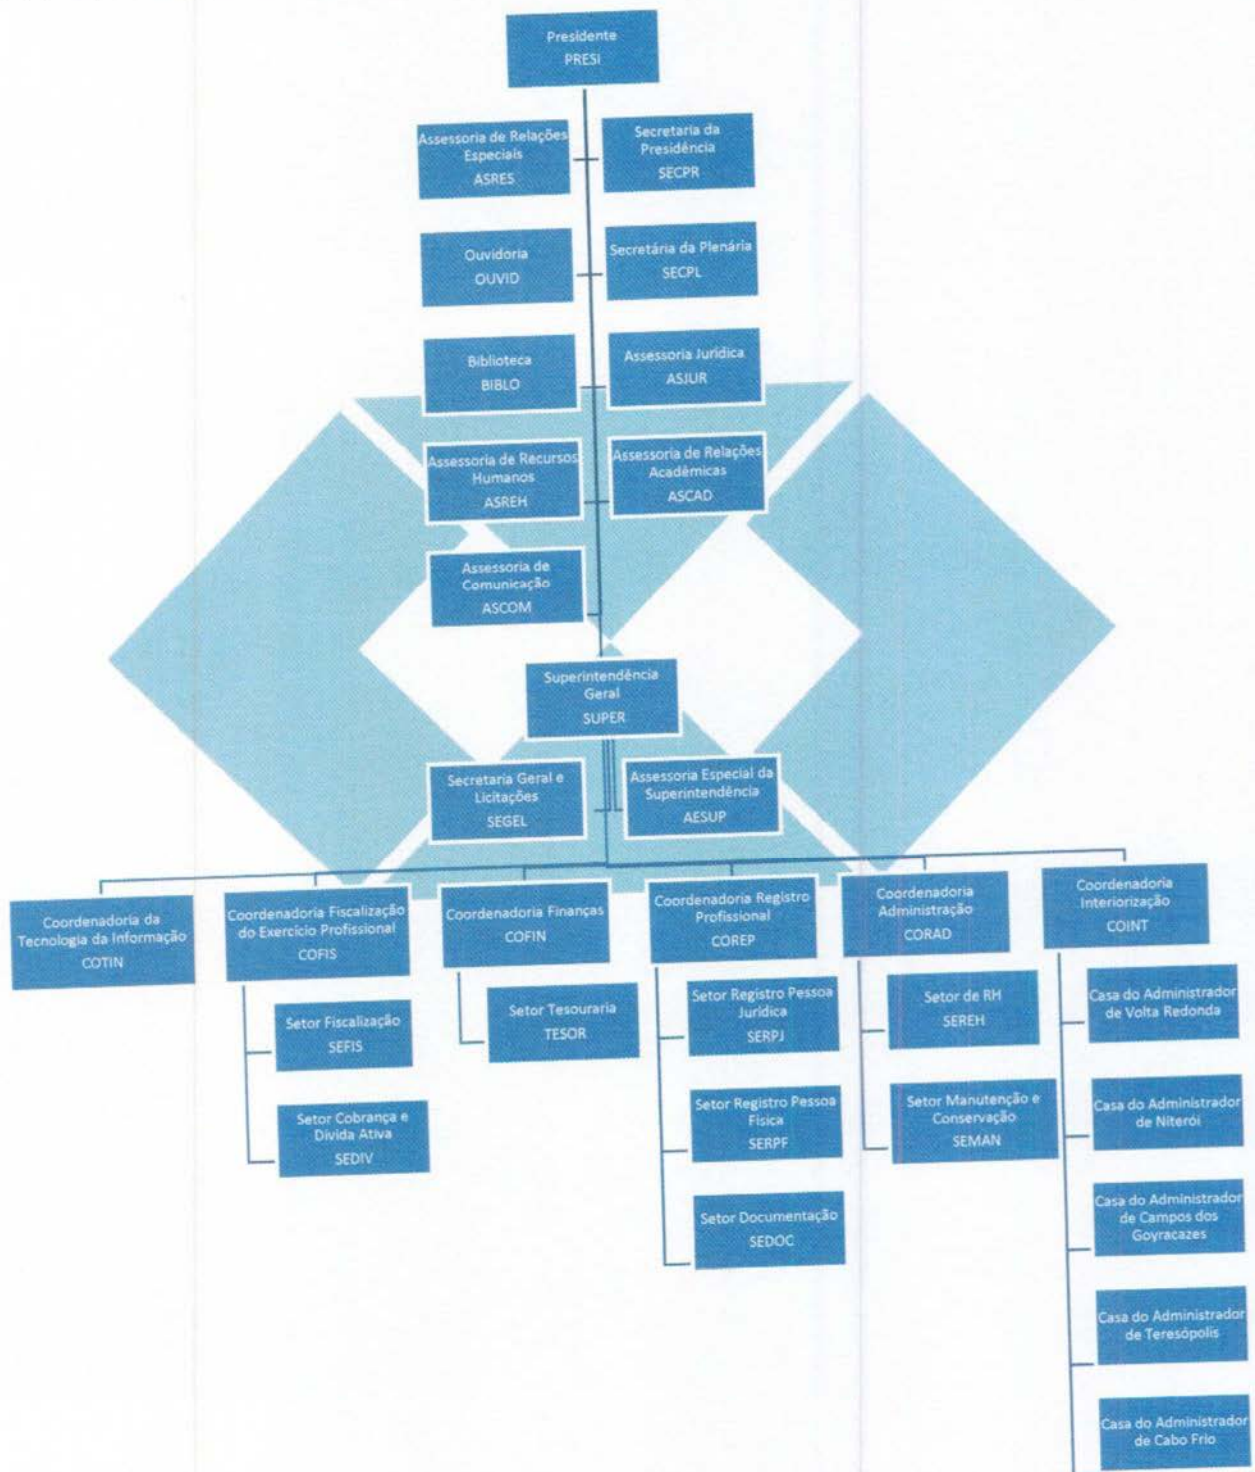 Presidente
PRESI
Assessoria de Relações
Especiais
ASRES
Secretaria da
Presidência
SECPR
Ouvidoria
OUVID
Secretária da Plenária
SECPL
Biblioteca
BIBLO
Assessoria Jurídica
ASJUR
Assessoria de Recursos
Humanos
ASREH
Assessoria de Relações
Acadêmicas
ASCAD
Assessoria de
Comunicação
ASCOM
Superintendência
Geral
SUPER
Secretaria Geral e
Licitações
SEGEL
Assessoria Especial da
Superintendência
AESUP
Coordenadoria da
Tecnologia da Informação
COTIN
Coordenadoria Fiscalização
do Exercício Profissional
COFIS
Coordenadoria Finanças
COFIN
Coordenadoria Registro
Profissional
COREP
Coordenadoria
Administração
CORAD
Coordenadoria
Interiorização
COINT
Setor Fiscalização
SEFIS
Setor Cobrança e
Divida Ativa
SEDIV
Setor Tesouraria
TESOR
Setor Registro Pessoa
Jurídica
SERPJ
Setor Registro Pessoa
Física
SERPF
Setor Documentação
SEDOC
Setor de RH
SEREH
Setor Manutenção e
Conservação
SEMAN
Casa do Administrador
de Volta Redonda
Casa do Administrador
de Niterói
Casa do Administrador
de Campos dos
Goyracazes
Casa do Administrador
de Teresópolis
Casa do Administrador
de Cabo Frio